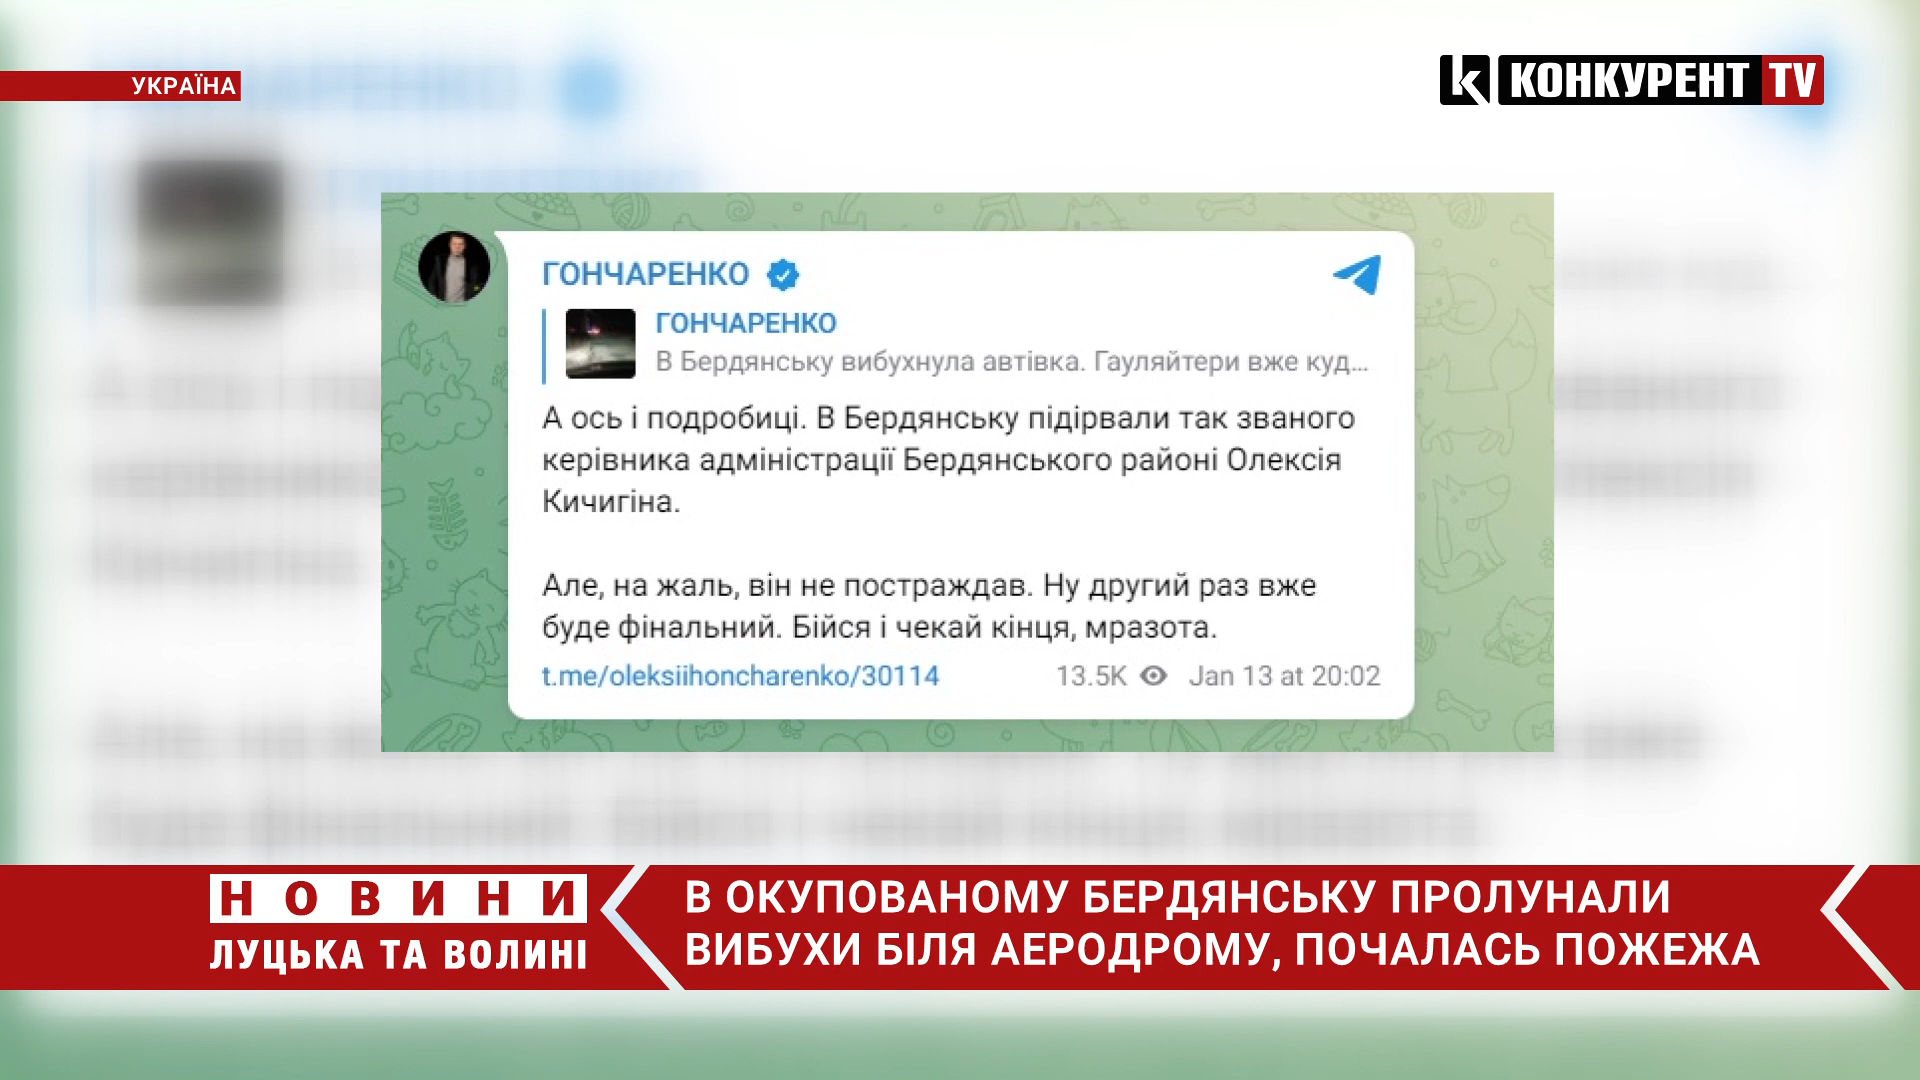 УКРАЇНА
КОНКУРЕНТ TV
ГОНЧАРЕНКО
ГОНЧАРЕНКО
В Бердянську вибухнула автівка. Гауляйтери вже куд...
А ось і подробиці. В Бердянську підірвали так званого
керівника адміністрації Бердянського районі Олексія
Кичигіна.
Але, на жаль, він не постраждав. Ну другий раз вже
буде фінальний. Бійся і чекай кінця, мразота.
t.me/oleksiihoncharenko/30114 13.5K Jan 13 at 20:02
НОВИНИ
ЛУЦЬКА ТА ВОЛИНІ
В ОКУПОВАНОМУ БЕРДЯНСЬКУ ПРОЛУНАЛИ
ВИБУХИ БІЛЯ АЕРОДРОМУ, ПОЧАЛАСЬ ПОЖЕЖА